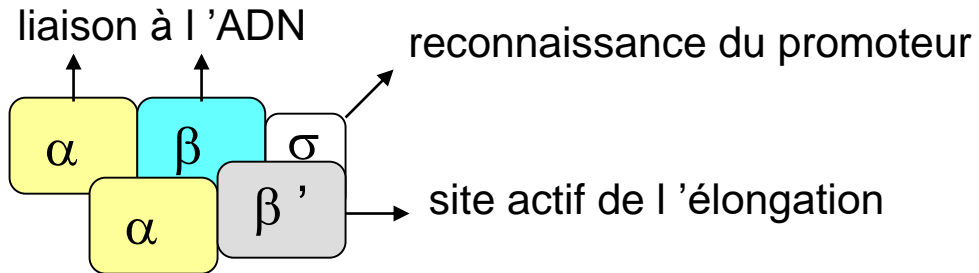 liaison à l ’ADN
reconnaissance du promoteur
α
β
σ
α
β ’
site actif de l ’élongation